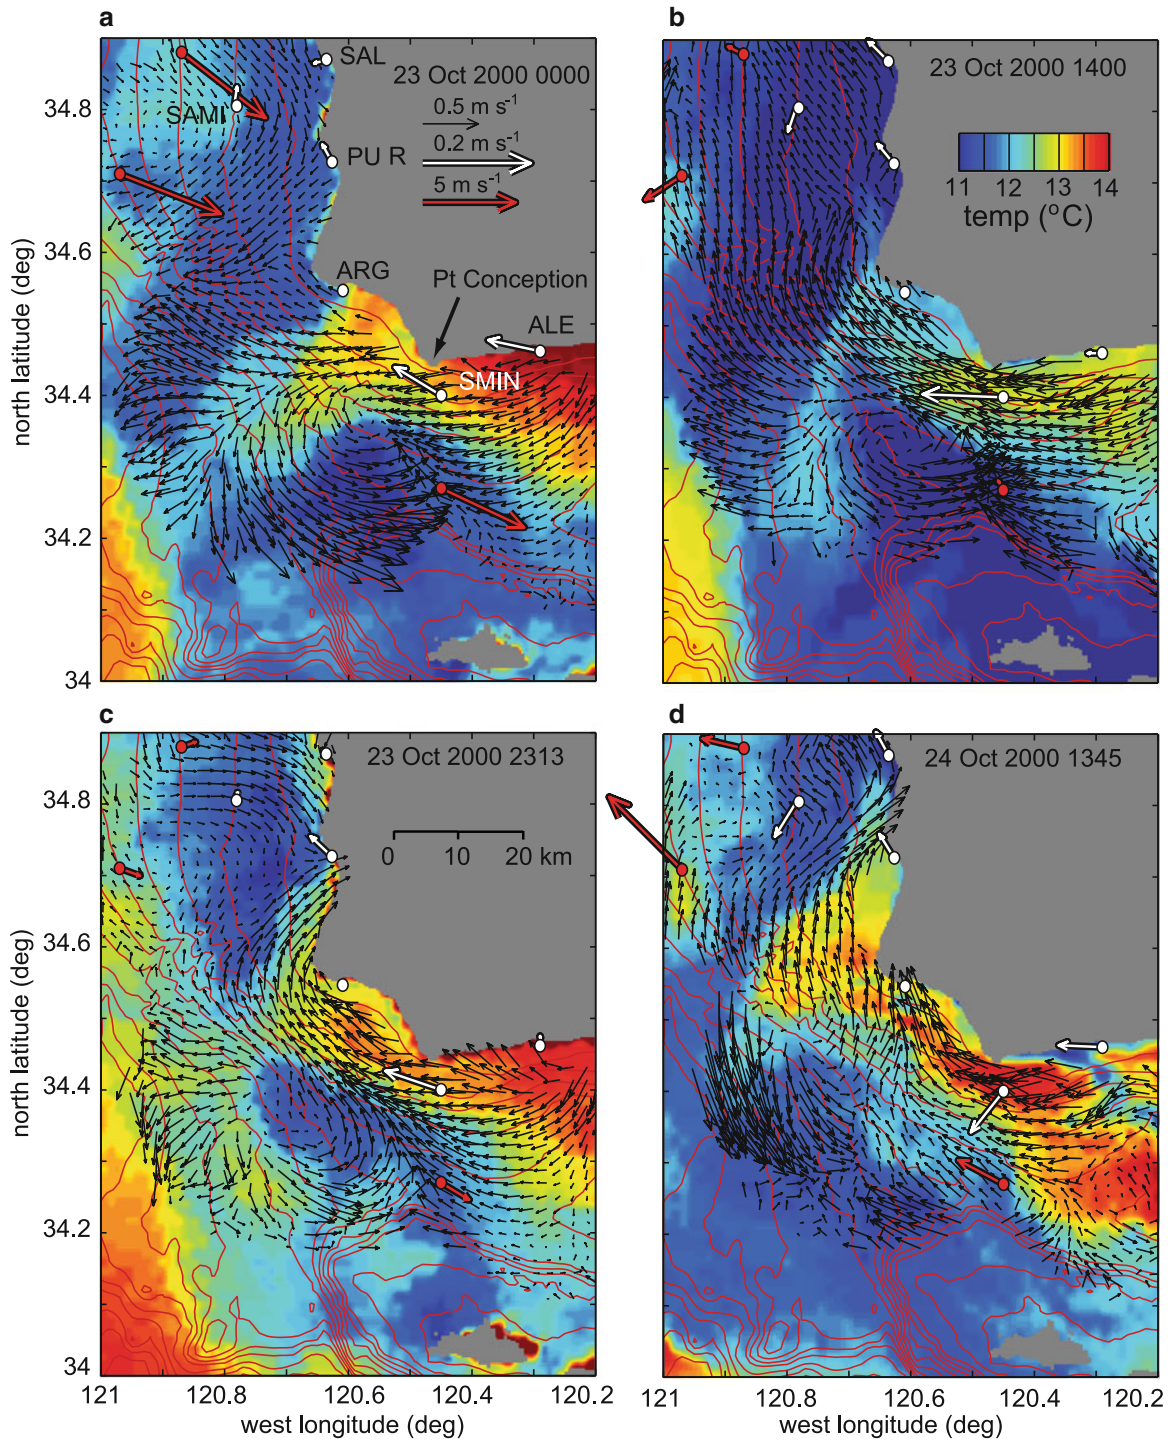 a
SAL
23 Oct 2000 0000
34.8
SAMI
0.5 m s⁻¹
0.2 m s⁻¹
PU R
5 m s⁻¹
34.6
ARG
Pt Conception
ALE
SMIN
34.4
34.2
34
north latitude (deg)
b
23 Oct 2000 1400
11 12 13 14
temp (°C)
c
23 Oct 2000 2313
34.8
0 10 20 km
34.6
34.4
34.2
34
north latitude (deg)
121 120.8 120.6 120.4 120.2
west longitude (deg)
d
24 Oct 2000 1345
121 120.8 120.6 120.4 120.2
west longitude (deg)